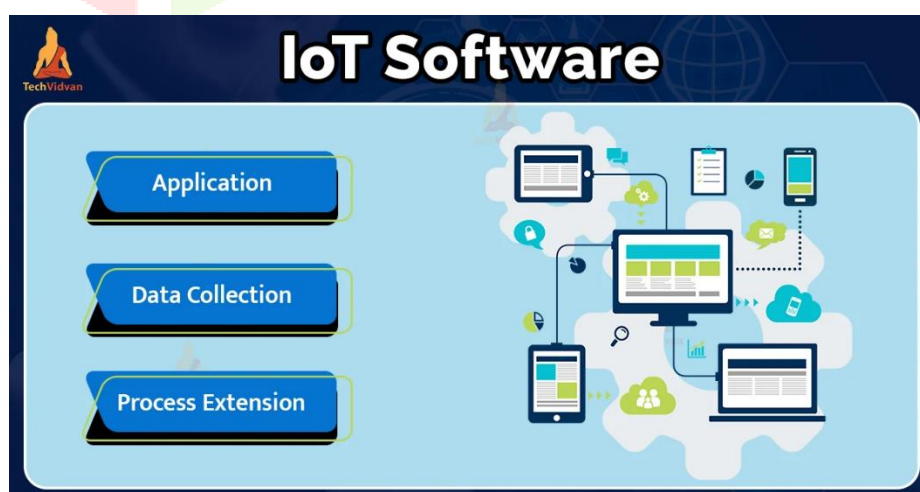 IoT Software
TechVidvan
Application
Data Collection
Process Extension